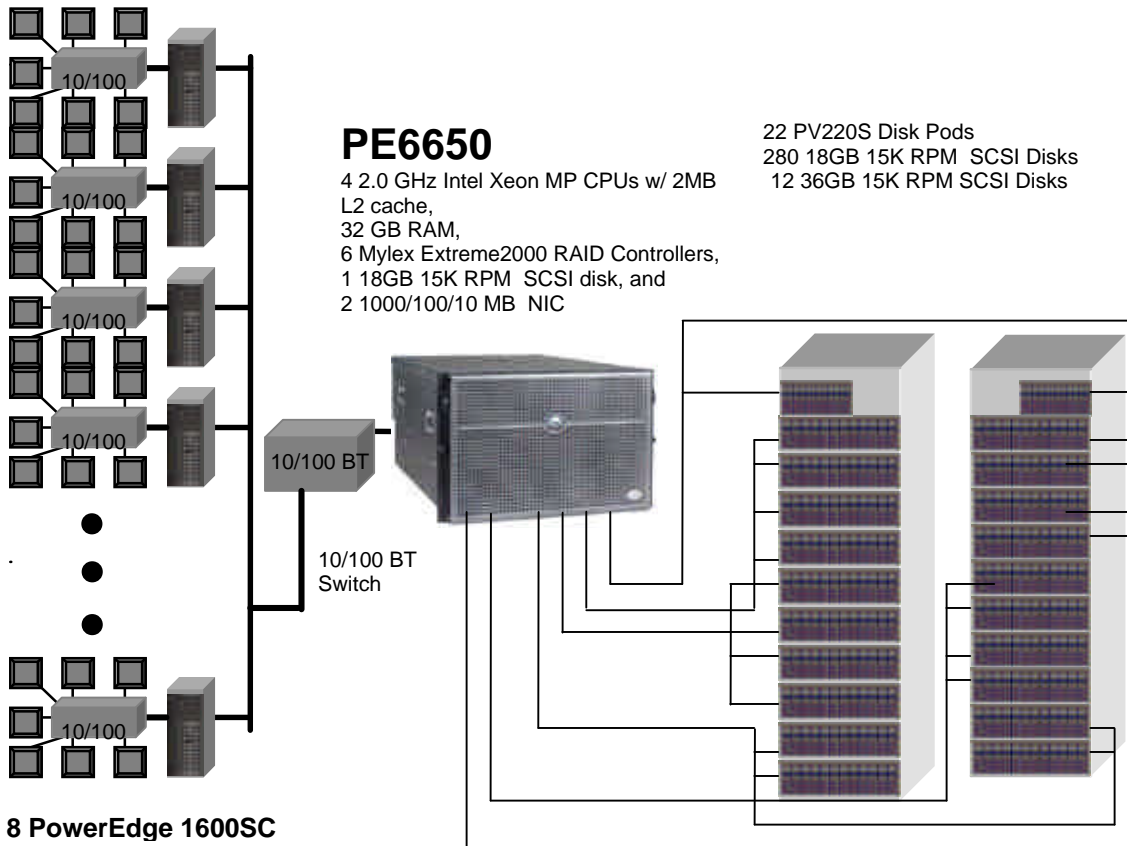 10/100
10/100
10/100
10/100
10/100
PE6650
4 2.0 GHz Intel Xeon MP CPUs w/ 2MB
L2 cache,
32 GB RAM,
6 Mylex Extreme2000 RAID Controllers,
1 18GB 15K RPM SCSI disk, and
2 1000/100/10 MB NIC
22 PV220S Disk Pods
280 18GB 15K RPM SCSI Disks
12 36GB 15K RPM SCSI Disks
10/100 BT
10/100 BT
Switch
8 PowerEdge 1600SC